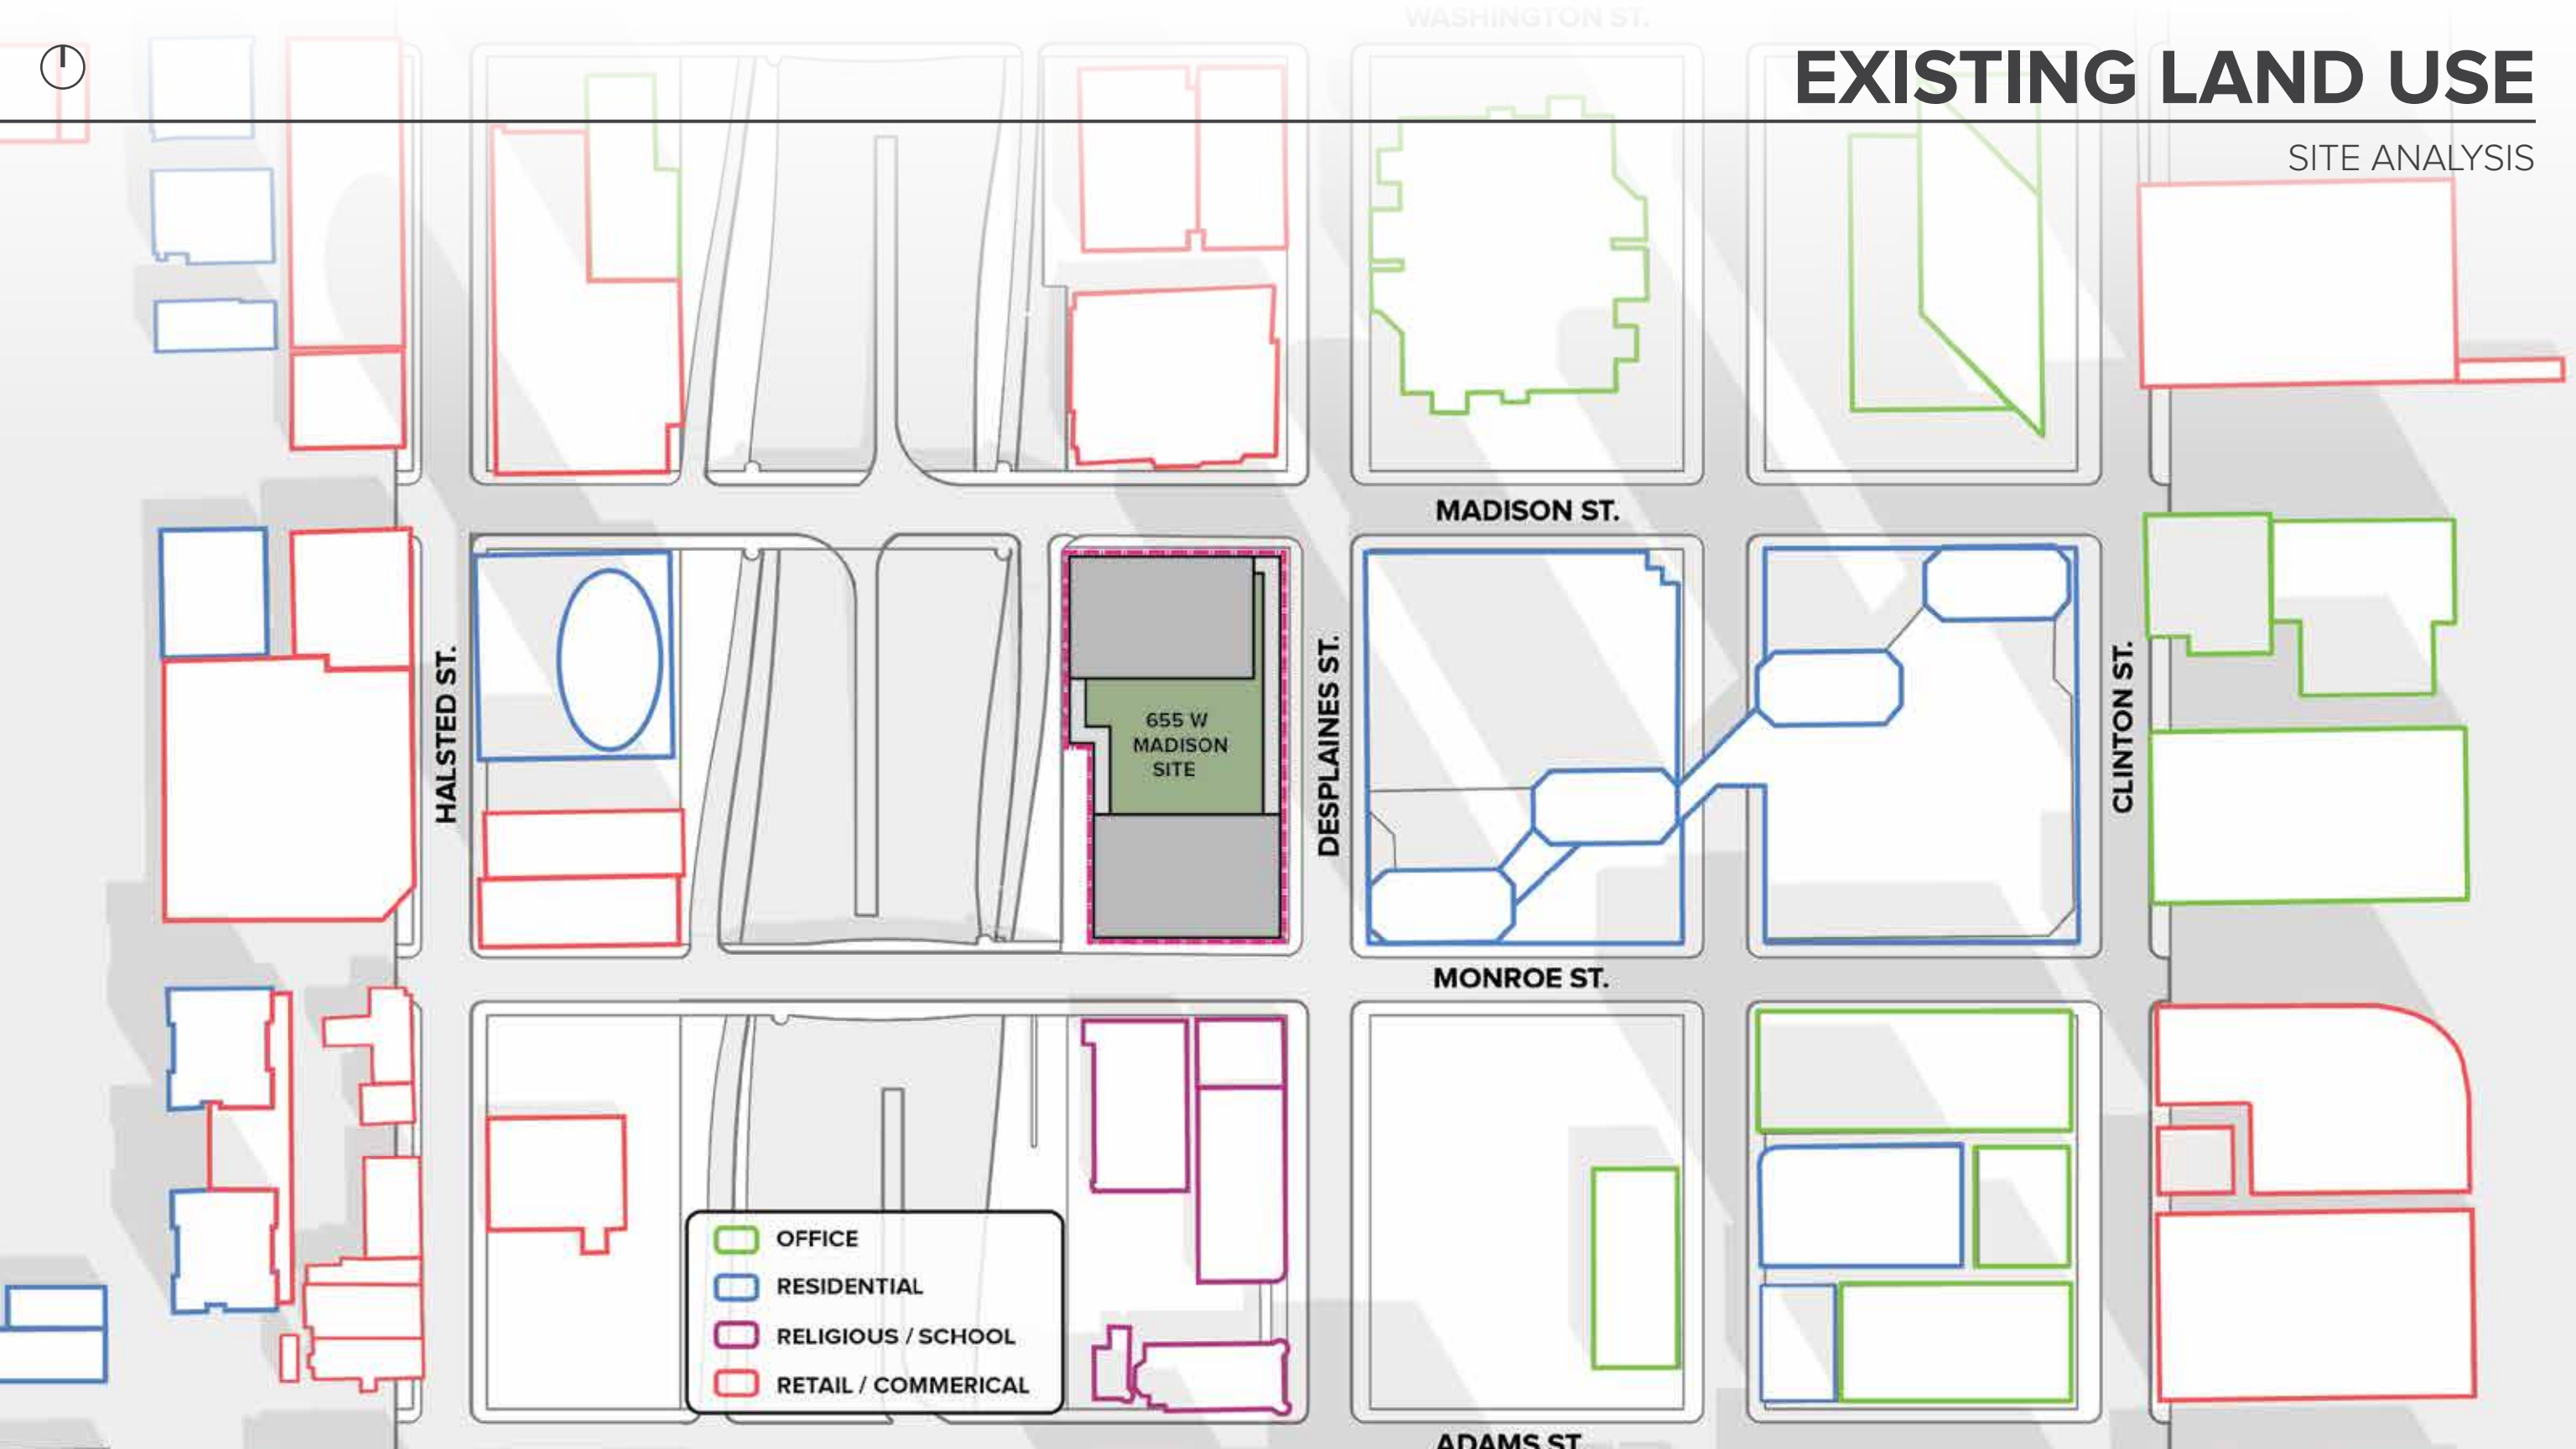 WASHINGTON ST.
EXISTING LAND USE
SITE ANALYSIS
MADISON ST.
HALSTED ST.
655 W
MADISON
SITE
DESPLAINES ST.
CLINTON ST.
MONROE ST.
OFFICE
RESIDENTIAL
RELIGIOUS / SCHOOL
RETAIL / COMMERICAL
ADAMS ST.